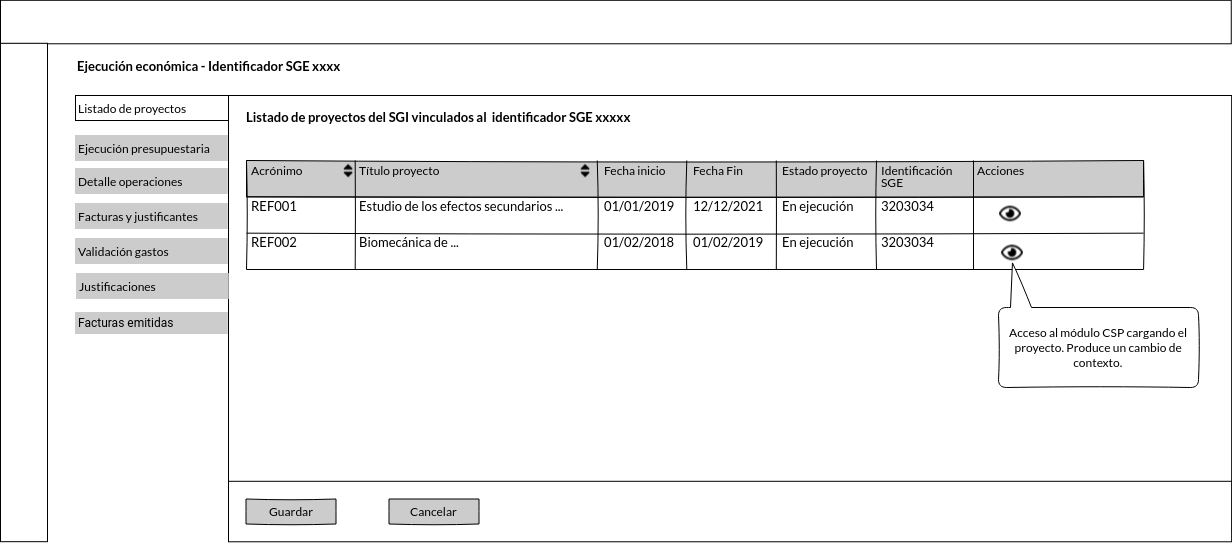 Ejecución económica - Identificador SGE xxxx
Listado de proyectos
Ejecución presupuestaria
Detalle operaciones
Facturas y justificantes
Validación gastos
Justificaciones
Facturas emitidas
Listado de proyectos del SGI vinculados al identificador SGE xxxxx
Acrónimo Título proyecto Fecha inicio Fecha Fin Estado proyecto Identificación SGE Acciones
REF001 Estudio de los efectos secundarios ... 01/01/2019 12/12/2021 En ejecución 3203034
REF002 Biomecánica de ... 01/02/2018 01/02/2019 En ejecución 3203034
Acceso al módulo CSP cargando el
proyecto. Produce un cambio de
contexto.
Guardar Cancelar